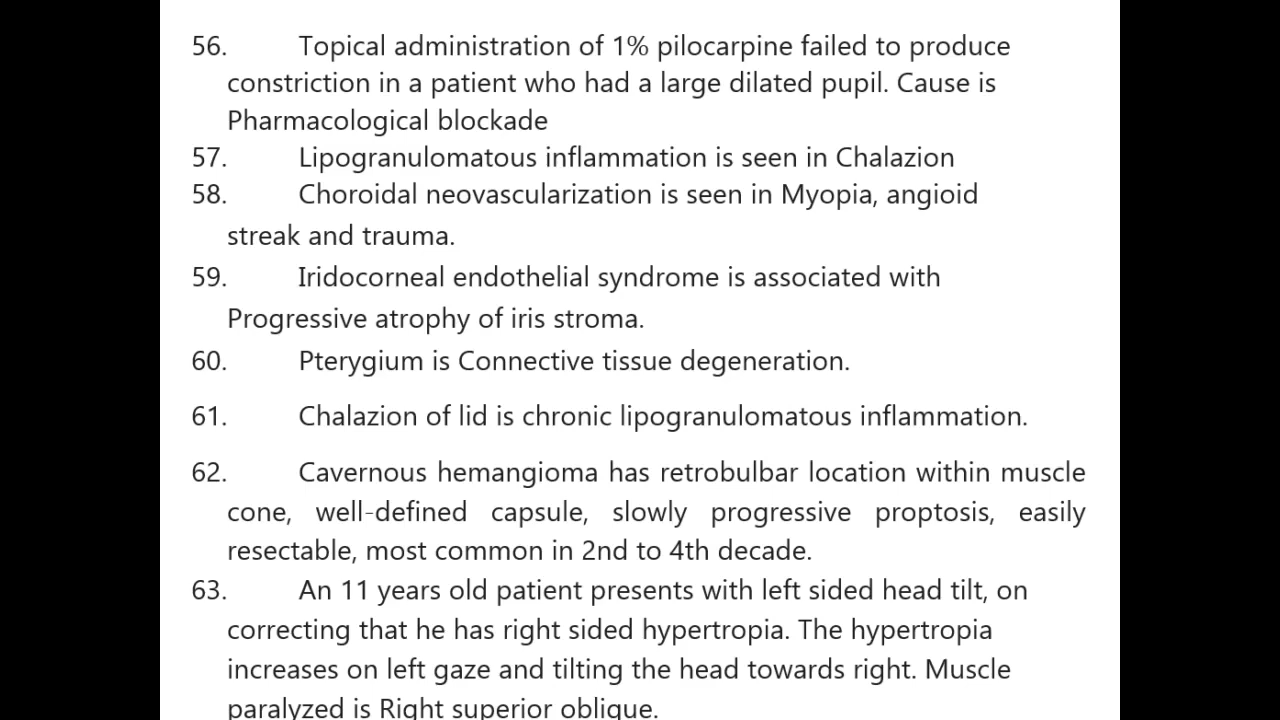 56. Topical administration of 1% pilocarpine failed to produce
constriction in a patient who had a large dilated pupil. Cause is
Pharmacological blockade
57. Lipogranulomatous inflammation is seen in Chalazion
58. Choroidal neovascularization is seen in Myopia, angioid
streak and trauma.
59. Iridocorneal endothelial syndrome is associated with
Progressive atrophy of iris stroma.
60. Pterygium is Connective tissue degeneration.
61. Chalazion of lid is chronic lipogranulomatous inflammation.
62. Cavernous hemangioma has retrobulbar location within muscle
cone, well-defined capsule, slowly progressive proptosis, easily
resectable, most common in 2nd to 4th decade.
63. An 11 years old patient presents with left sided head tilt, on
correcting that he has right sided hypertropia. The hypertropia
increases on left gaze and tilting the head towards right. Muscle
paralyzed is Right superior oblique.